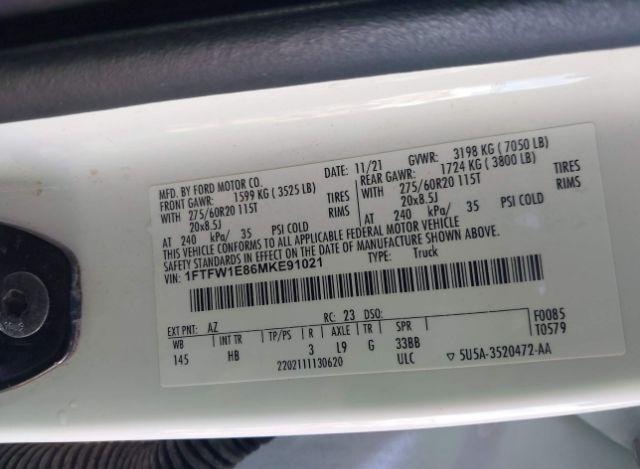 MFD. BY FORD MOTOR CO.
DATE: 11/21 GVWR: 3198 KG ( 7050 LB)
FRONT GAWR: 1599 KG ( 3525 LB)
REAR GAWR: 1724 KG ( 3800 LB)
WITH 275/60R20 115T TIRES
WITH 275/60R20 115T TIRES
20x8.5J RIMS
20x8.5J RIMS
AT 240 kPa/ 35 PSI COLD
AT 240 kPa/ 35 PSI COLD
THIS VEHICLE CONFORMS TO ALL APPLICABLE FEDERAL MOTOR VEHICLE
SAFETY STANDARDS IN EFFECT ON THE DATE OF MANUFACTURE SHOWN ABOVE.
VIN: 1FTFW1E86MKE91021 TYPE: Truck
EXT PNT: AZ RC: 23 DSO: F0085
WB INT TR TP/PS R AXLE TR SPR T0579
145 HB 3 L9 G 33BB
2202111130620 ULC ▽ 5U5A-3520472-AA